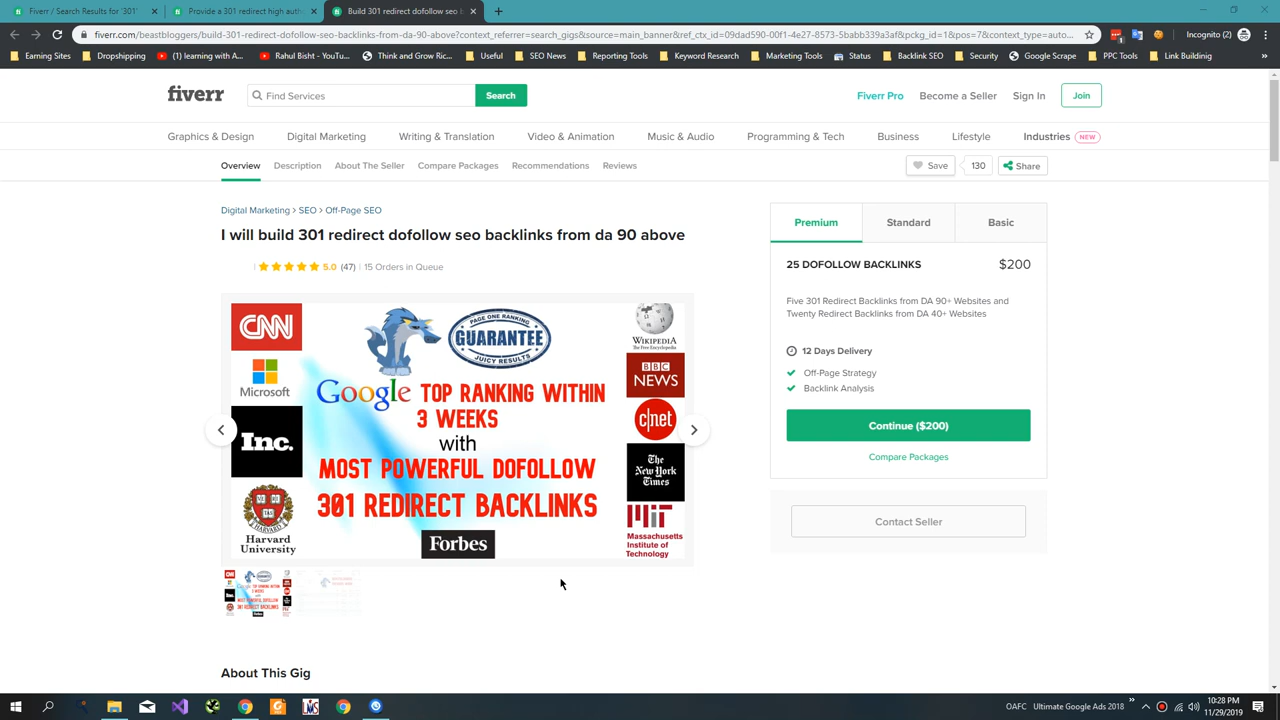 Fiverr / Search Results for '301'
Provide a high autho
Build 301 redirect dofollow seo b
fiverr.com/beastbloggers/build-301-redirect-dofollow-seo-backlinks-from-da-90-above?context_referrer=search_gigs&source=main_banner&ref_ctx_id=09dad590-00f1-4e27-8573-5babb339a3af&pckg_id=1&pos=7&context_type=auto...
Incognito (2)
Earning Sites
Dropshipping
(1) learning with A...
Rahul Bisht - YouTu...
Think and Grow Ric...
Useful
SEO News
Reporting Tools
Keyword Research
Marketing Tools
Status
Backlink SEO
Security
Google Scrape
PPC Tools
Link Buildinig
fiverr
Find Services
Search
Fiverr Pro
Become a Seller
Sign In
Join
Graphics & Design
Digital Marketing
Writing & Translation
Video & Animation
Music & Audio
Programming & Tech
Business
Lifestyle
Industries NEW
Overview
Description
About The Seller
Compare Packages
Recommendations
Reviews
Save
130
Share
Digital Marketing > SEO > Off-Page SEO
I will build 301 redirect dofollow seo backlinks from da 90 above
5.0 (47) | 15 Orders in Queue
CNN
Microsoft
Inc.
HARVARD
UNIVERSITY
PAGE ONE RANKING
GUARANTEE
JUICY RESULTS
Google TOP RANKING WITHIN
3 WEEKS
with
MOST POWERFUL DOFOLLOW
301 REDIRECT BACKLINKS
Forbes
WIKIPEDIA
The Free Encyclopedia
BBC
NEWS
c|net
The
New York
Times
MIT
Massachusetts
Institute of
Technology
Premium
Standard
Basic
25 DOFOLLOW BACKLINKS
$200
Five 301 Redirect Backlinks from DA 90+ Websites and
Twenty Redirect Backlinks from DA 40+ Websites
12 Days Delivery
Off-Page Strategy
Backlink Analysis
Continue ($200)
Compare Packages
Contact Seller
About This Gig
OAFC
Ultimate Google Ads 2018
10:28 PM
11/29/2019